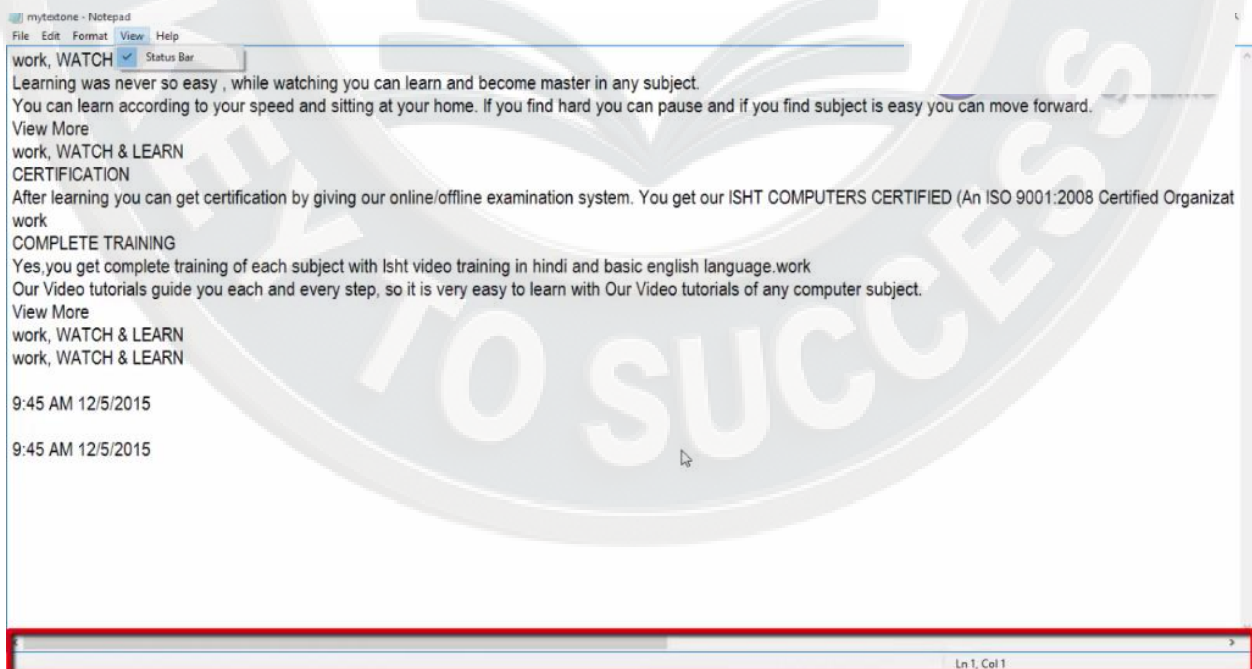 mytextone - Notepad
File Edit Format View Help
Status Bar
work, WATCH
Learning was never so easy , while watching you can learn and become master in any subject.
You can learn according to your speed and sitting at your home. If you find hard you can pause and if you find subject is easy you can move forward.
View More
work, WATCH & LEARN
CERTIFICATION
After learning you can get certification by giving our online/offline examination system. You get our ISHT COMPUTERS CERTIFIED (An ISO 9001:2008 Certified Organizat
work
COMPLETE TRAINING
Yes,you get complete training of each subject with Isht video training in hindi and basic english language.work
Our Video tutorials guide you each and every step, so it is very easy to learn with Our Video tutorials of any computer subject.
View More
work, WATCH & LEARN
work, WATCH & LEARN
9:45 AM 12/5/2015
9:45 AM 12/5/2015
Ln 1, Col 1
KEY TO SUCCESS